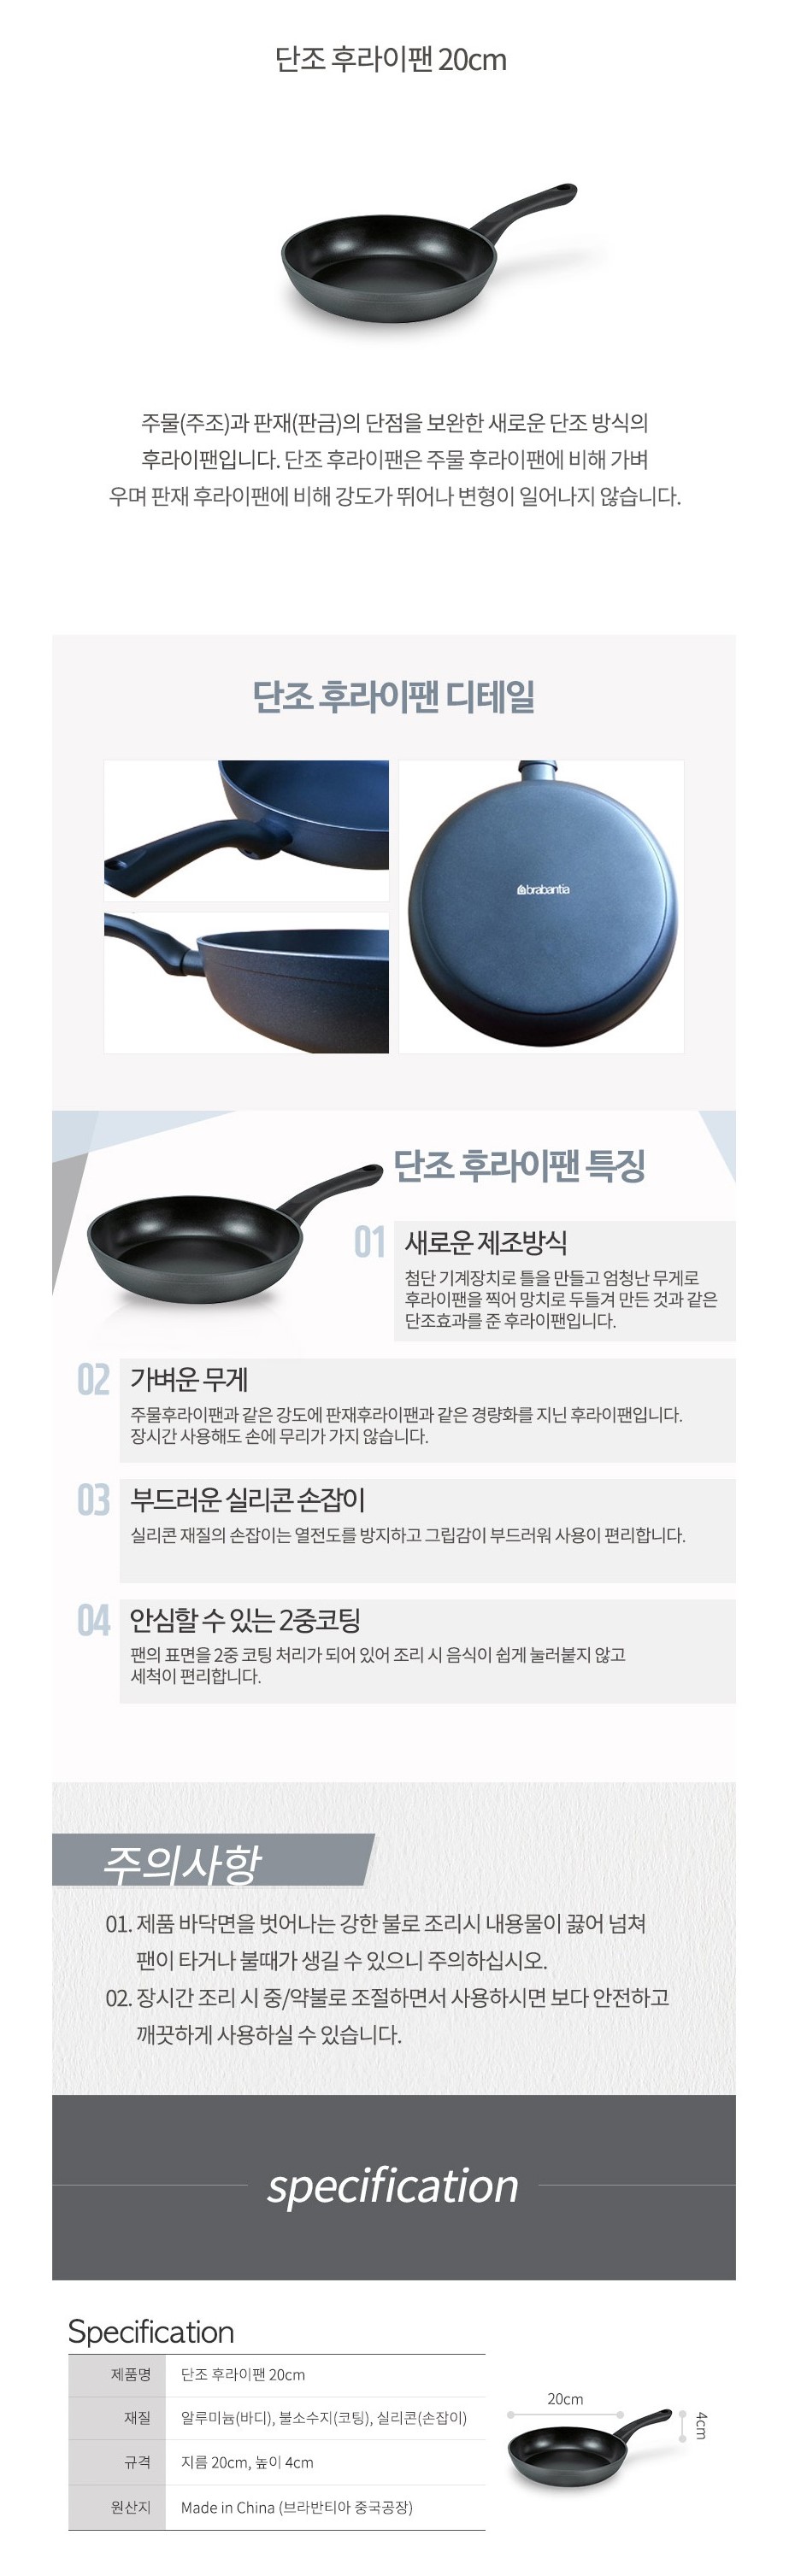 단조 후라이팬 20cm
주물(주조)과 판재(판금)의 단점을 보완한 새로운 단조 방식의
후라이팬입니다. 단조 후라이팬은 주물 후라이팬에 비해 가벼
우며 판재 후라이팬에 비해 강도가 뛰어나 변형이 일어나지 않습니다.
단조 후라이팬 디테일
brabantia
단조 후라이팬 특징
01 새로운 제조방식
첨단 기계장치로 틀을 만들고 엄청난 무게로
후라이팬을 찍어 망치로 두들겨 만든 것과 같은
단조효과를 준 후라이팬입니다.
02 가벼운 무게
주물후라이팬과 같은 강도에 판재후라이팬과 같은 경량화를 지닌 후라이팬입니다.
장시간 사용해도 손에 무리가 가지 않습니다.
03 부드러운 실리콘 손잡이
실리콘 재질의 손잡이는 열전도를 방지하고 그립감이 부드러워 사용이 편리합니다.
04 안심할 수 있는 2중코팅
팬의 표면을 2중 코팅 처리가 되어 있어 조리 시 음식이 쉽게 눌러붙지 않고
세척이 편리합니다.
주의사항
01. 제품 바닥면을 벗어나는 강한 불로 조리시 내용물이 끓어 넘쳐
팬이 타거나 불때가 생길 수 있으니 주의하십시오.
02. 장시간 조리 시 중/약불로 조절하면서 사용하시면 보다 안전하고
깨끗하게 사용하실 수 있습니다.
specification
Specification
제품명 단조 후라이팬 20cm
재질 알루미늄(바디), 불소수지(코팅), 실리콘(손잡이)
규격 지름 20cm, 높이 4cm
원산지 Made in China (브라반티아 중국공장)
20cm
4cm